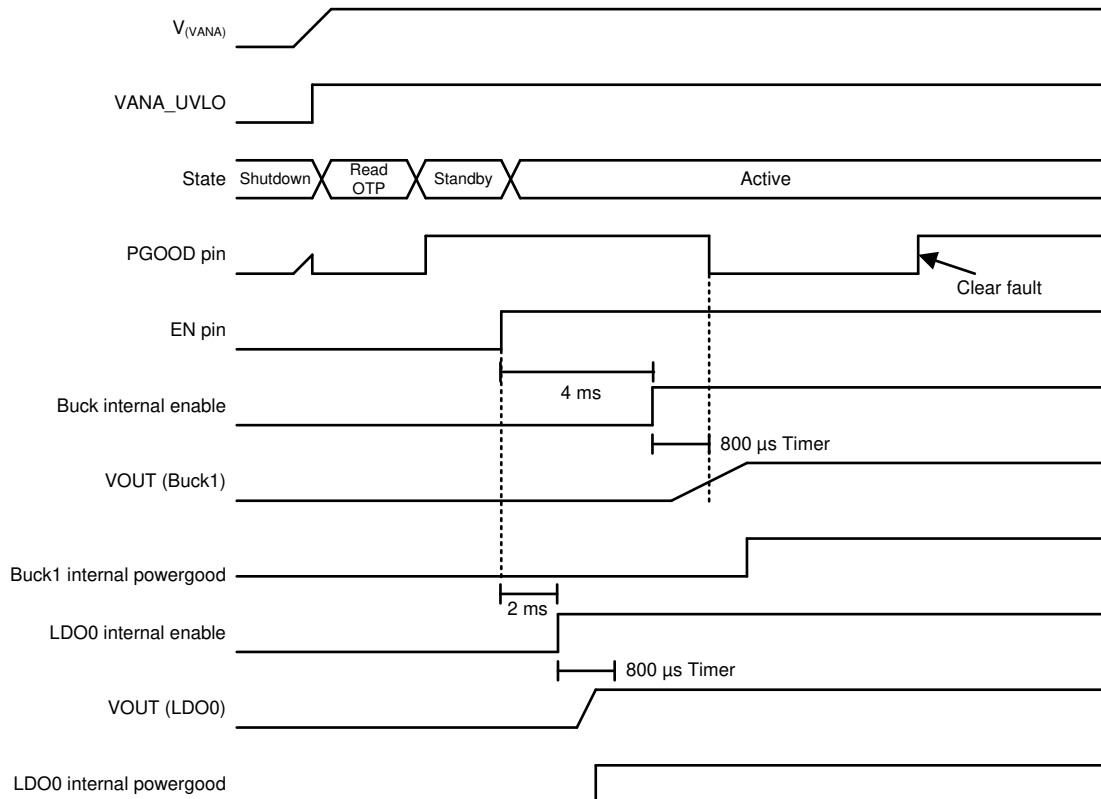 V(VANA)
VANA_UVLO
State
Shutdown
Read
OTP
Standby
Active
PGOOD pin
Clear fault
EN pin
4 ms
Buck internal enable
800 µs Timer
VOUT (Buck1)
Buck1 internal powergood
2 ms
LDO0 internal enable
800 µs Timer
VOUT (LDO0)
LDO0 internal powergood